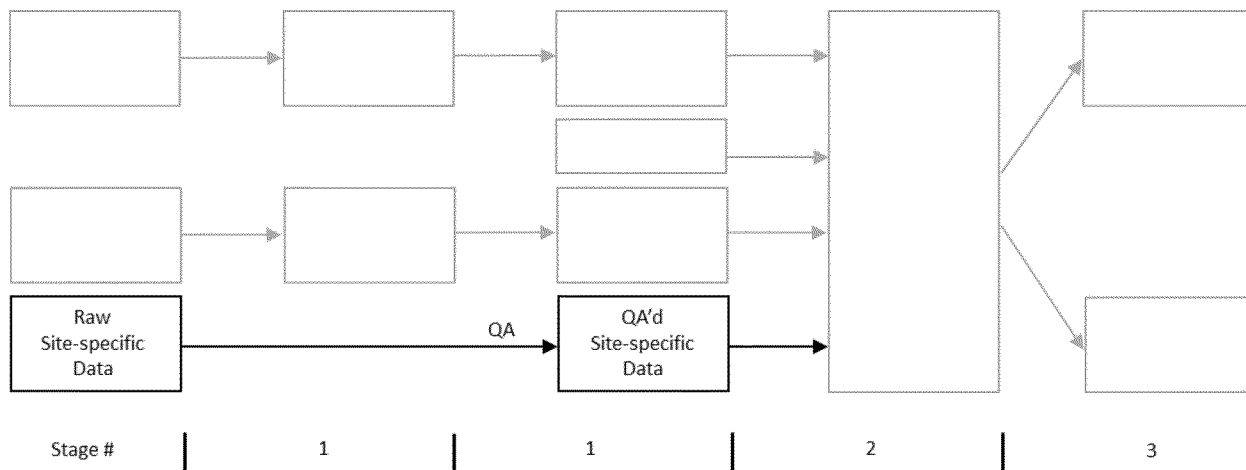 Raw
Site-specific
Data
QA
QA'd
Site-specific
Data
Stage #
1
1
2
3